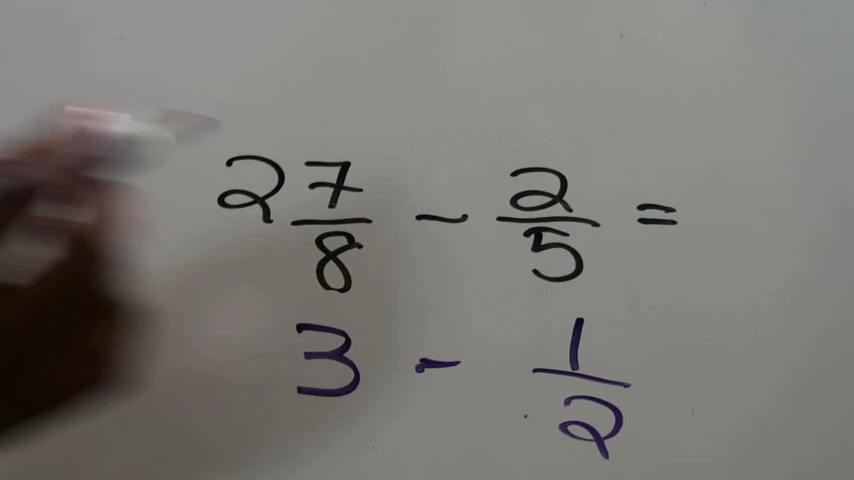 2 7/8 - 2/5 =
3 - 1/2